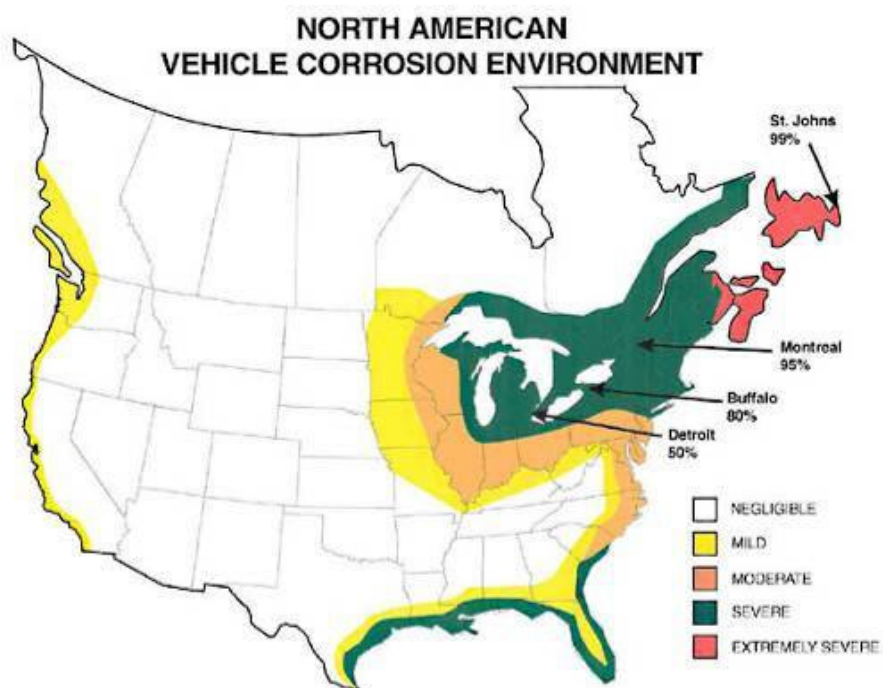 NORTH AMERICAN
VEHICLE CORROSION ENVIRONMENT
St. Johns
99%
Montreal
95%
Buffalo
80%
Detroit
50%
NEGLIGIBLE
MILD
MODERATE
SEVERE
EXTREMELY SEVERE